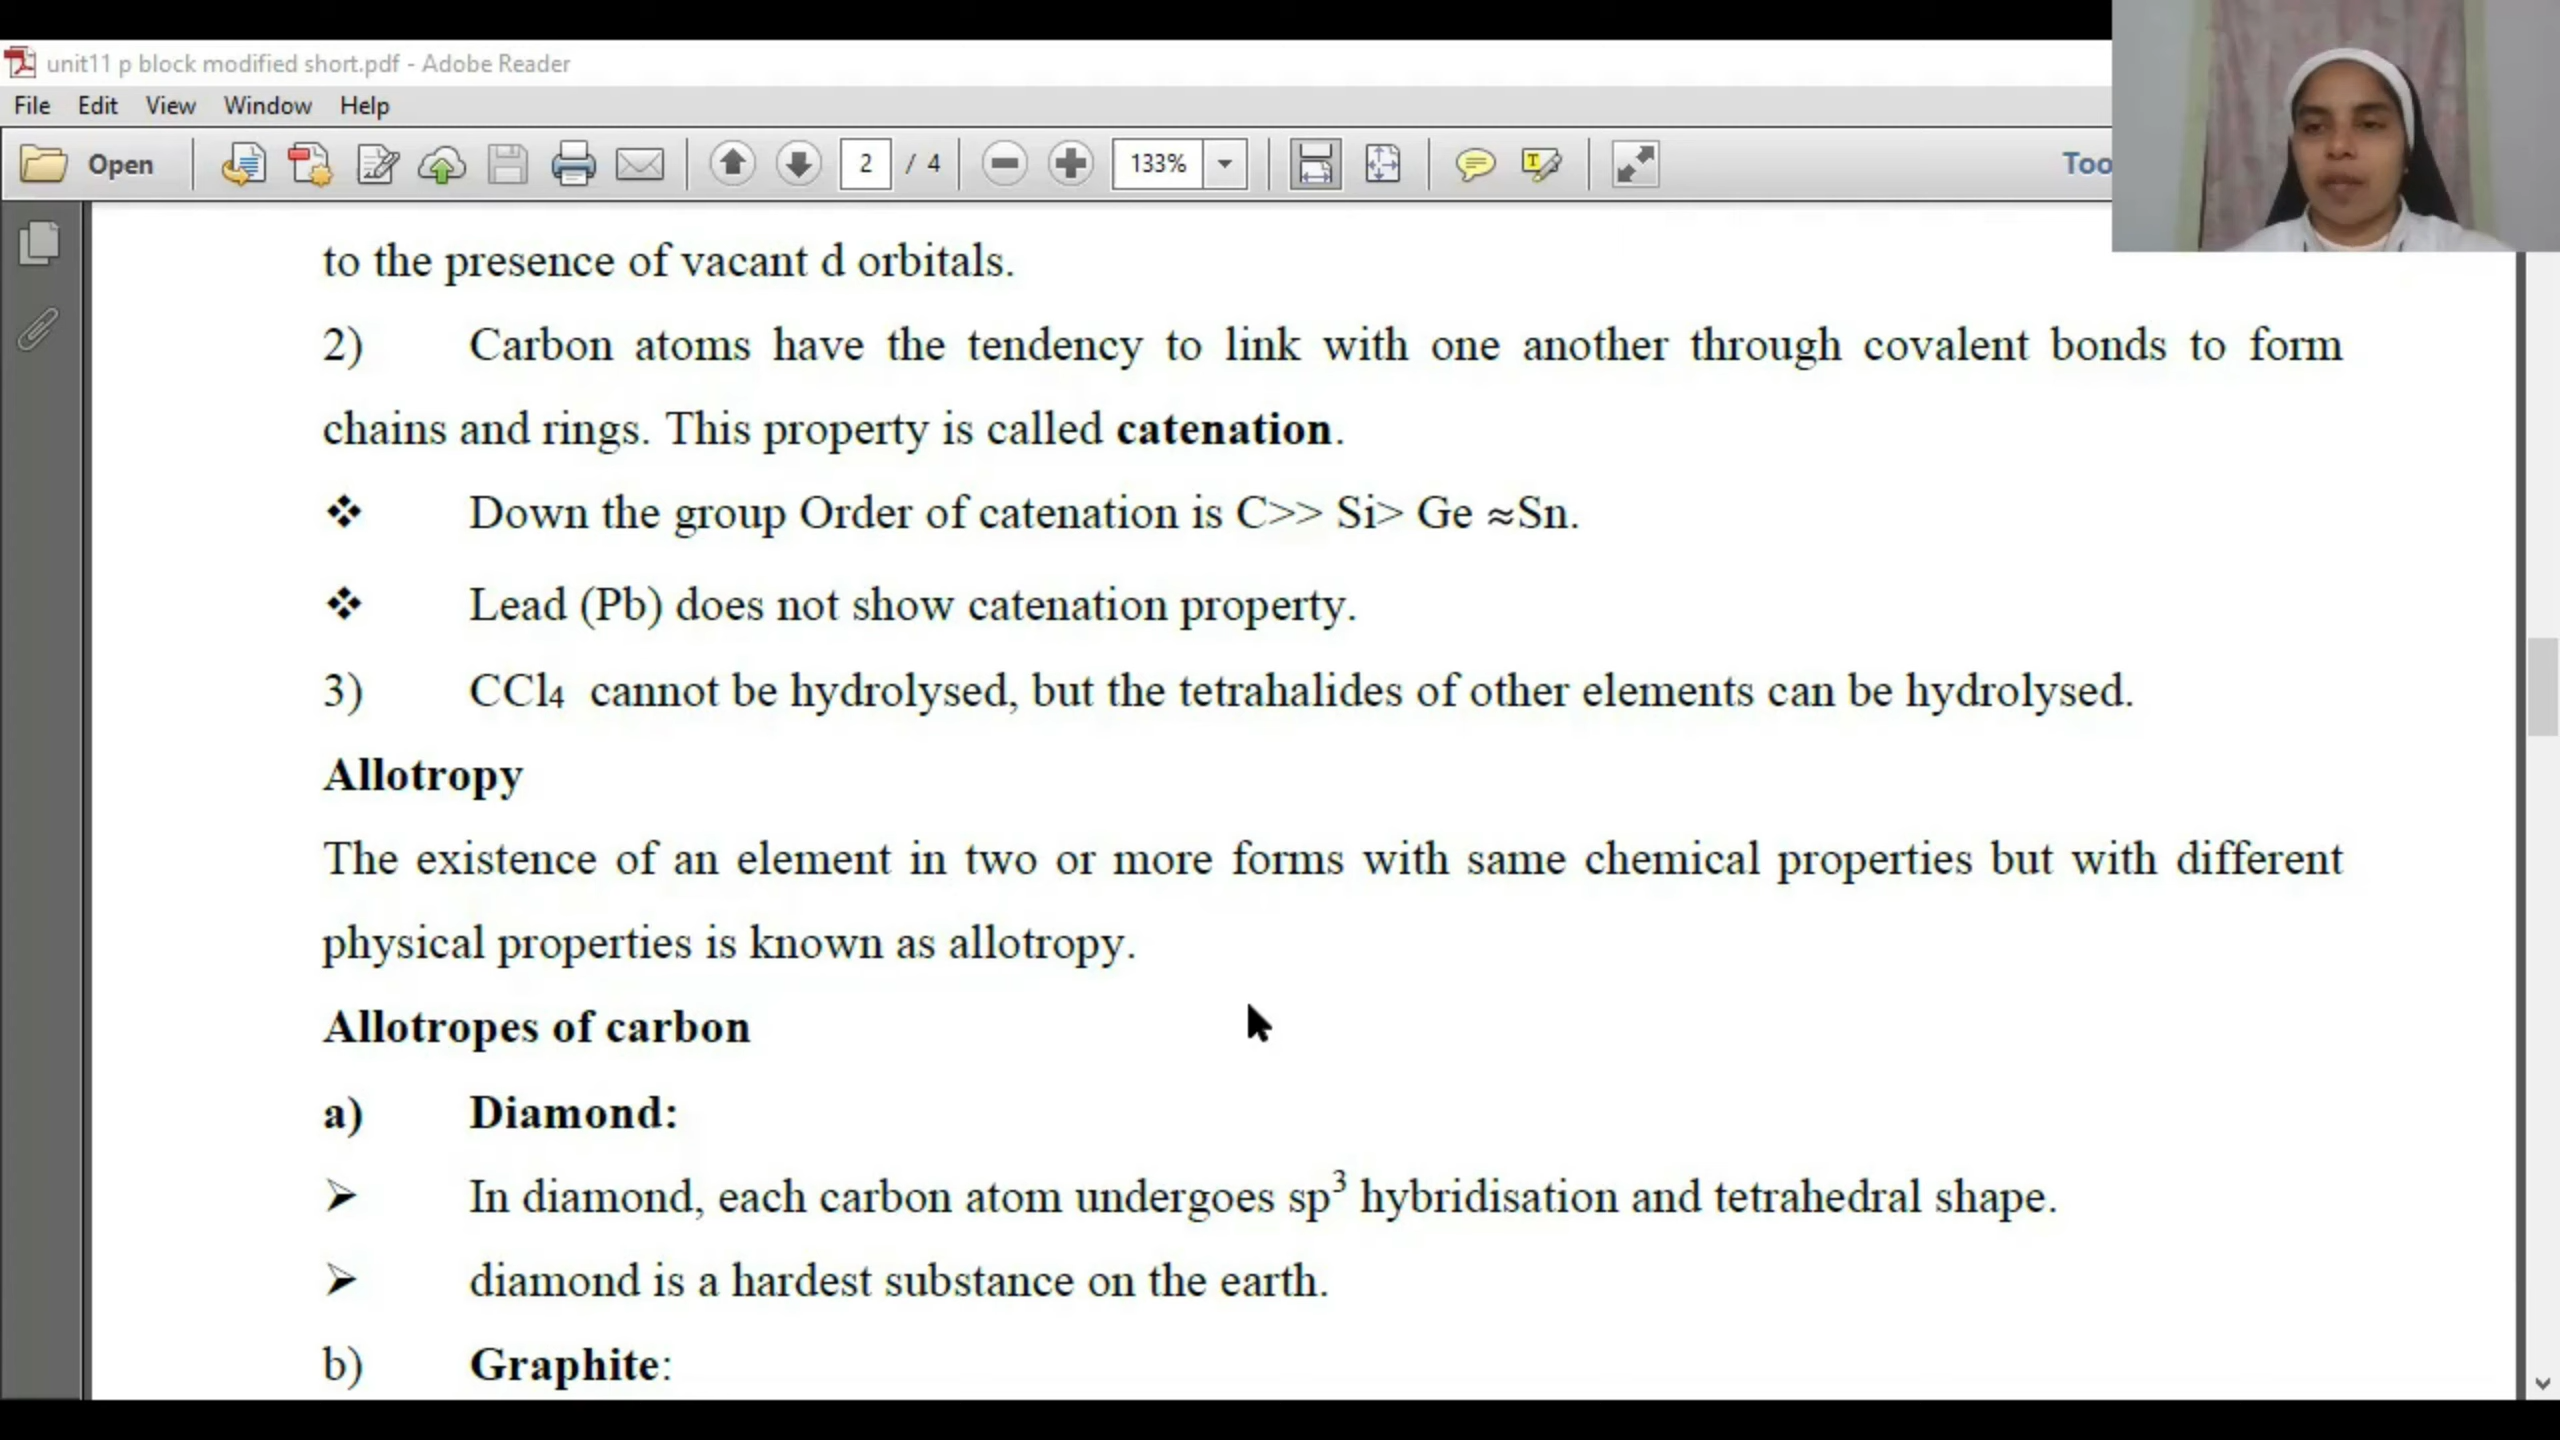 unit11 p block modified short.pdf - Adobe Reader
File Edit View Window Help
Open 2 / 4 133% Too
to the presence of vacant d orbitals.
2) Carbon atoms have the tendency to link with one another through covalent bonds to form
chains and rings. This property is called catenation.
❖ Down the group Order of catenation is C>> Si> Ge ≈Sn.
❖ Lead (Pb) does not show catenation property.
3) CCl₄ cannot be hydrolysed, but the tetrahalides of other elements can be hydrolysed.
Allotropy
The existence of an element in two or more forms with same chemical properties but with different
physical properties is known as allotropy.
Allotropes of carbon
a) Diamond:
➢ In diamond, each carbon atom undergoes sp³ hybridisation and tetrahedral shape.
➢ diamond is a hardest substance on the earth.
b) Graphite: